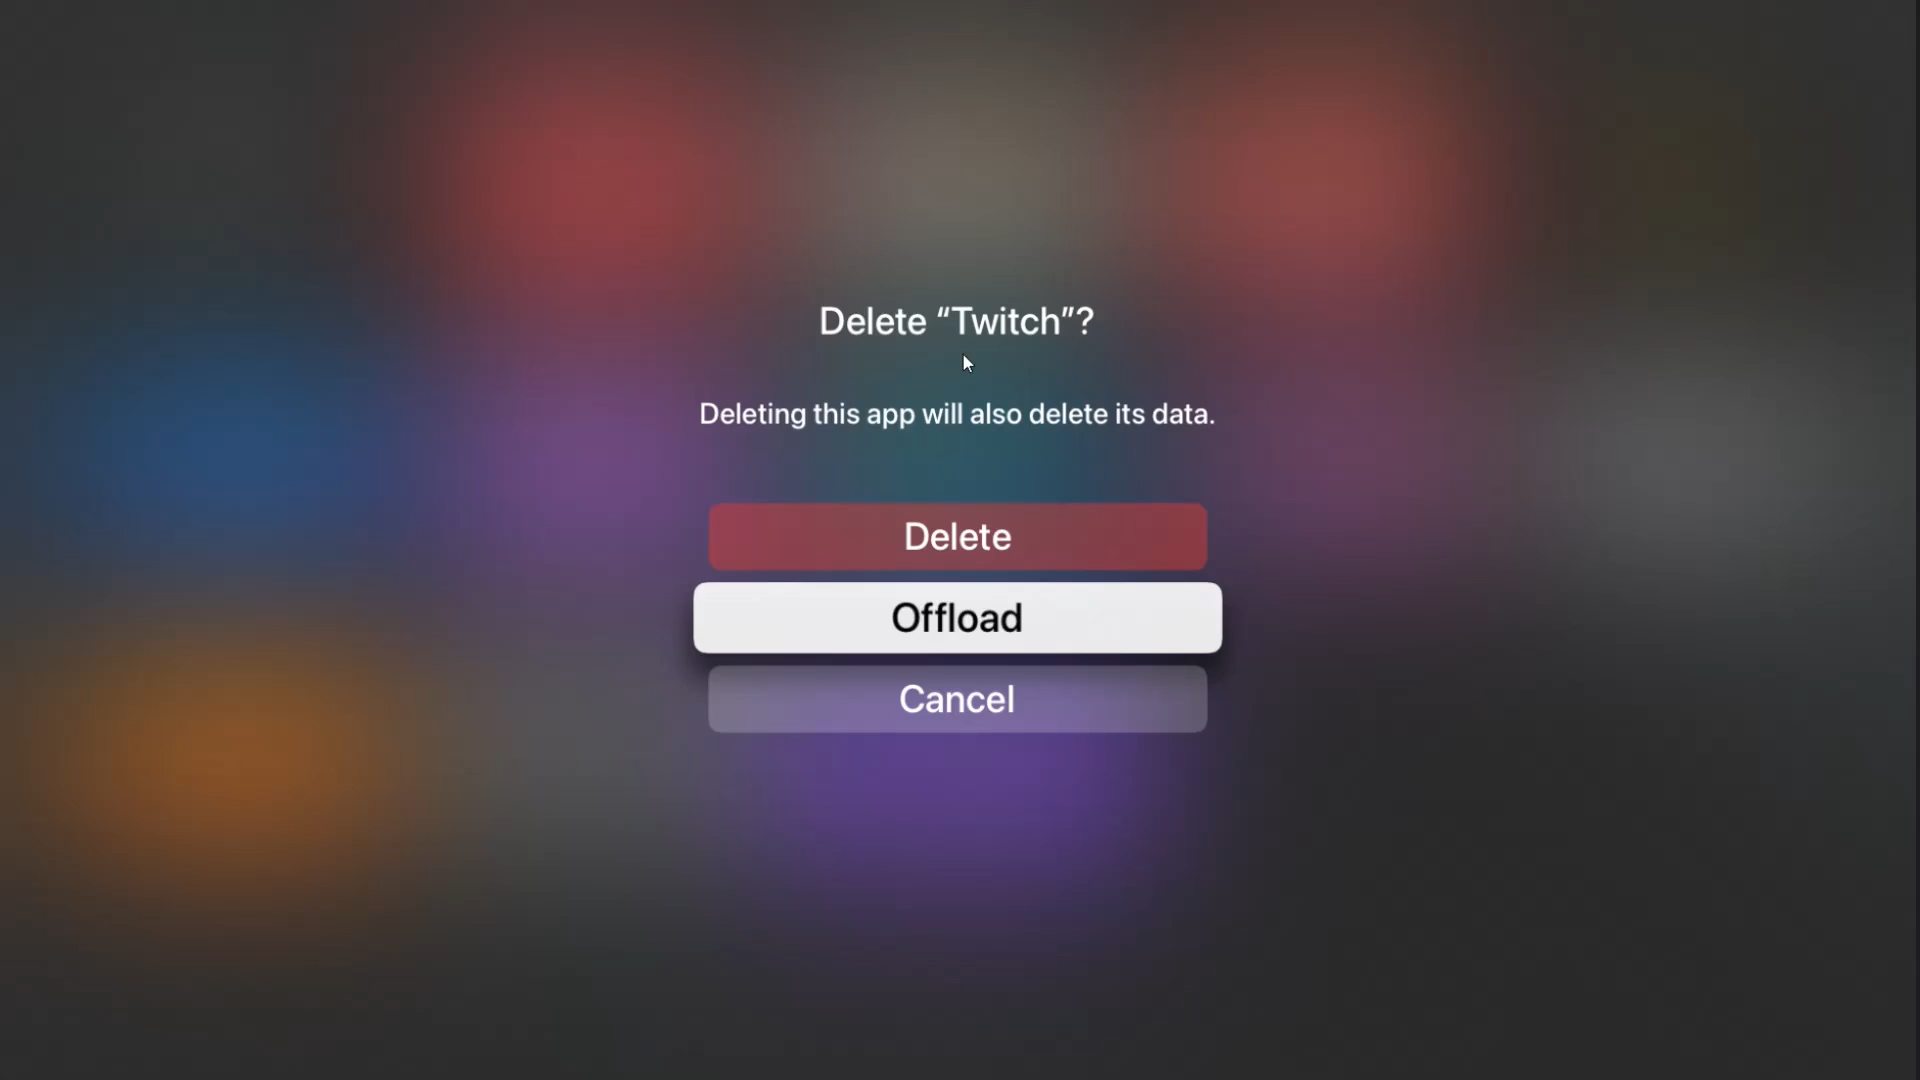 Delete “Twitch”?
Deleting this app will also delete its data.
Delete
Offload
Cancel